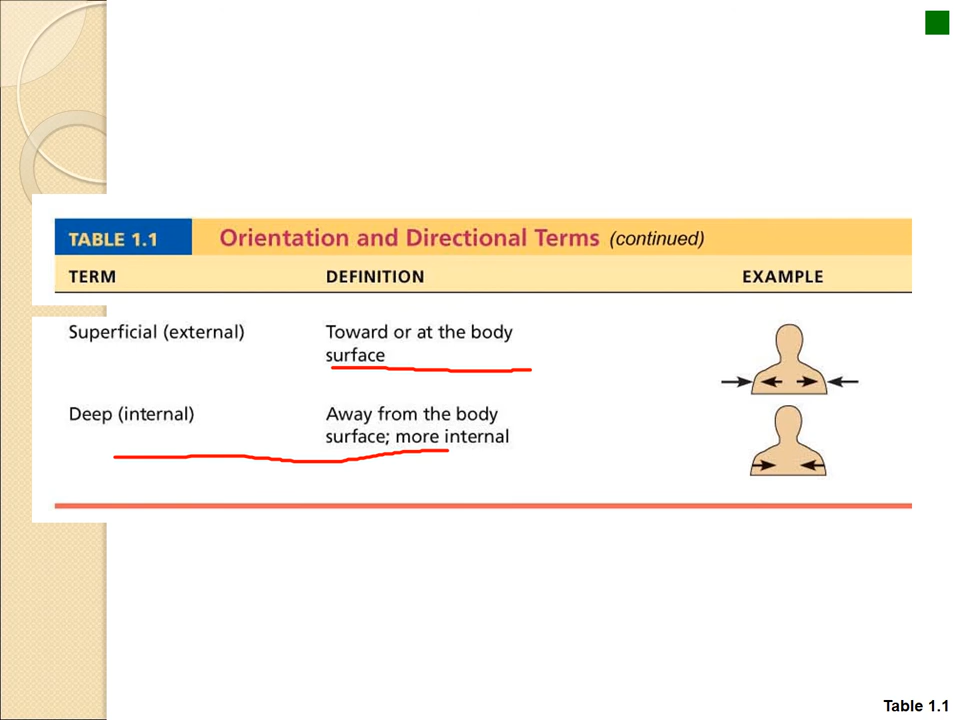 TABLE 1.1 Orientation and Directional Terms (continued)
TERM DEFINITION EXAMPLE
Superficial (external) Toward or at the body
surface
Deep (internal) Away from the body
surface; more internal
Table 1.1